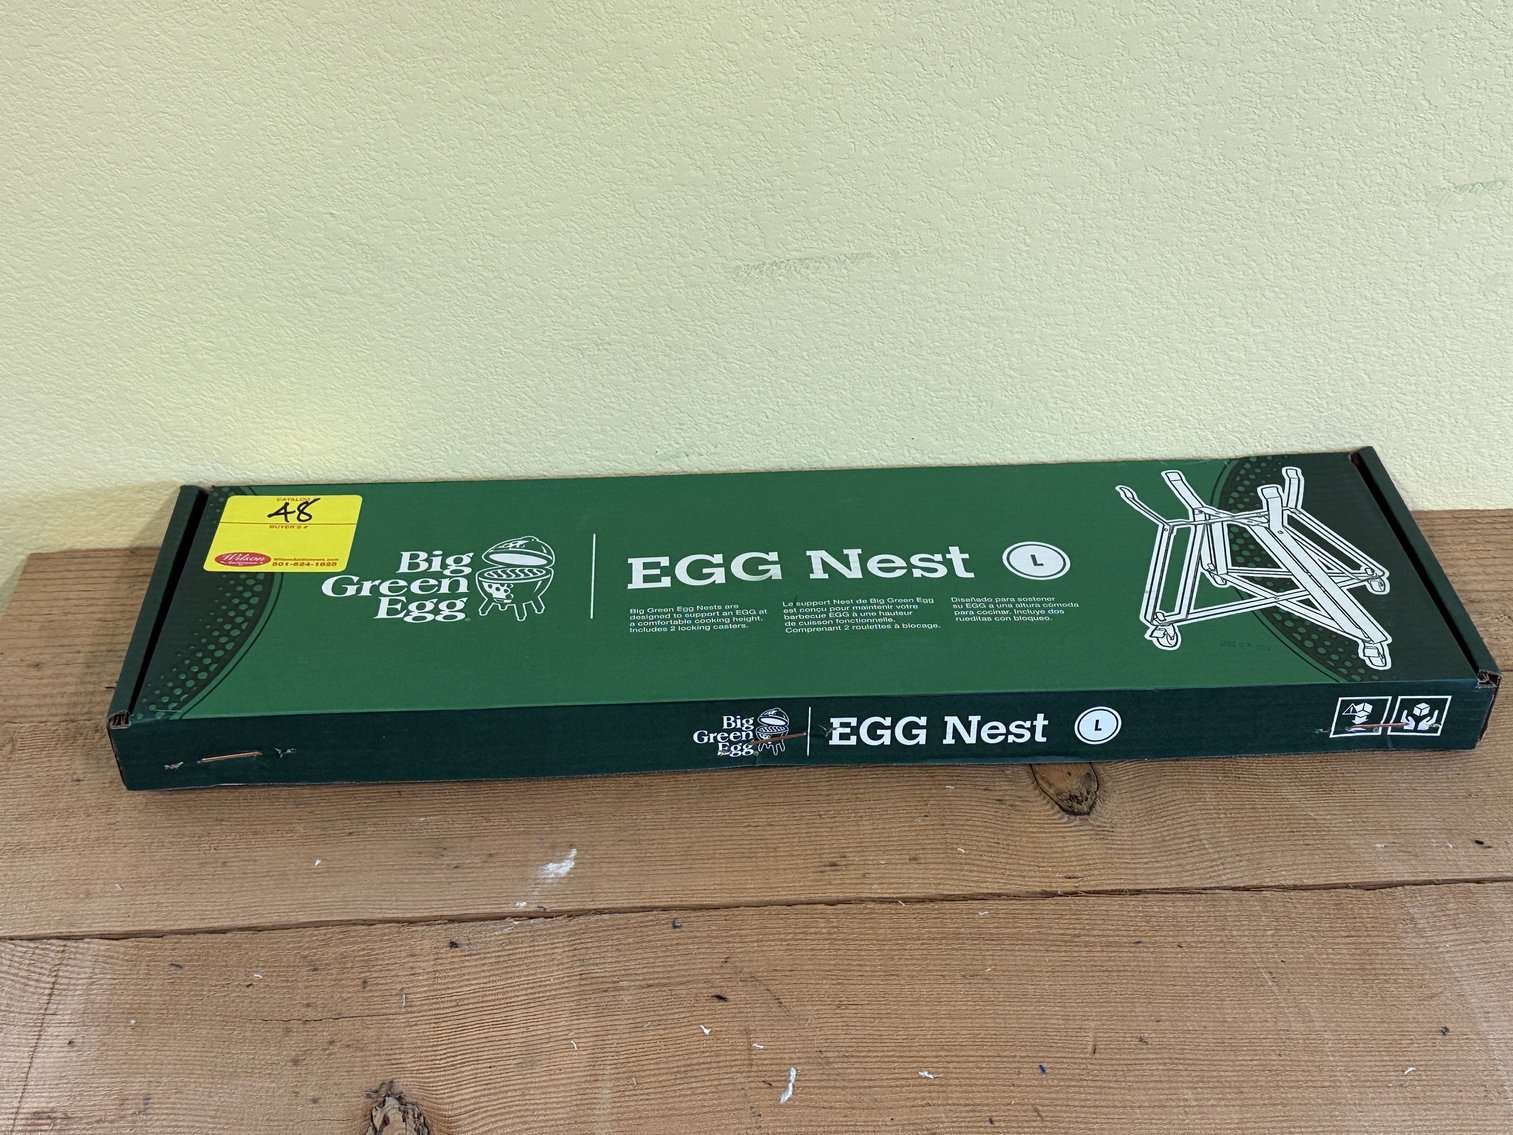 CATALOG #
48
BUYER'S #
Wilson
WilsonAuctioneers.com
501-624-1825
Big
Green
Egg
EGG Nest L
Big Green Egg Nests are
designed to support an EGG at
a comfortable cooking height.
Includes 2 locking casters.
Le support Nest de Big Green Egg
est conçu pour maintenir votre
barbecue EGG à une hauteur
de cuisson fonctionnelle.
Comprenant 2 roulettes à blocage.
Diseñado para sostener
su EGG a una altura cómoda
para cocinar. Incluye dos
rueditas con bloqueo.
Big
Green
Egg
EGG Nest L